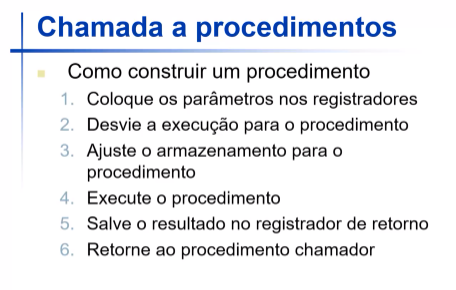 Chamada a procedimentos
Como construir um procedimento
1. Coloque os parâmetros nos registradores
2. Desvie a execução para o procedimento
3. Ajuste o armazenamento para o
procedimento
4. Execute o procedimento
5. Salve o resultado no registrador de retorno
6. Retorne ao procedimento chamador